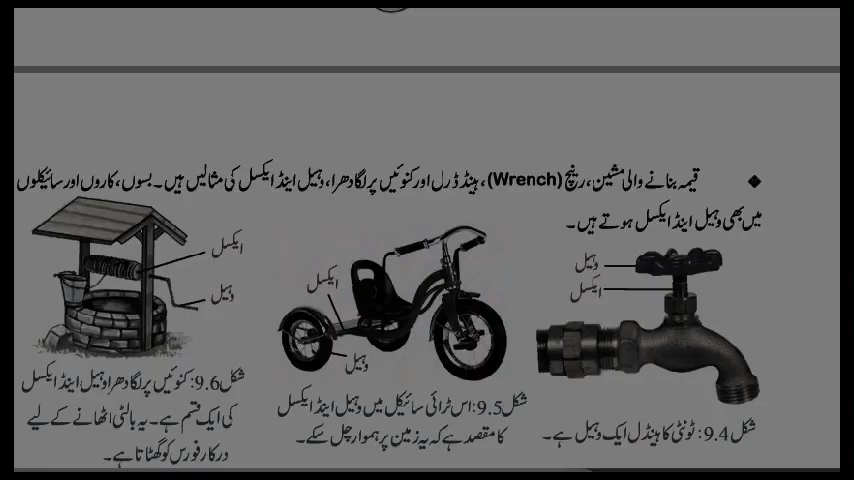 ◆ قیمہ بنانے والی مشین، رینچ (Wrench)، ہینڈ ڈرل اور کنوئیں پر لگا دھرا، وہیل اینڈ ایکسل کی مثالیں ہیں۔ بسوں، کاروں اور سائیکلوں
میں بھی وہیل اینڈ ایکسل ہوتے ہیں۔
وہیل
ایکسل
شکل 9.4: ٹونٹی کا ہینڈل ایک وہیل ہے۔
ایکسل
وہیل
شکل 9.5: اس ٹرائی سائیکل میں وہیل اینڈ ایکسل
کا مقصد ہے کہ یہ زمین پر ہموار چل سکے۔
ایکسل
وہیل
شکل 9.6: کنوئیں پر لگا دھرا وہیل اینڈ ایکسل
کی ایک قسم ہے۔ یہ بالٹی اٹھانے کے لیے
درکار فورس کو گھٹاتا ہے۔